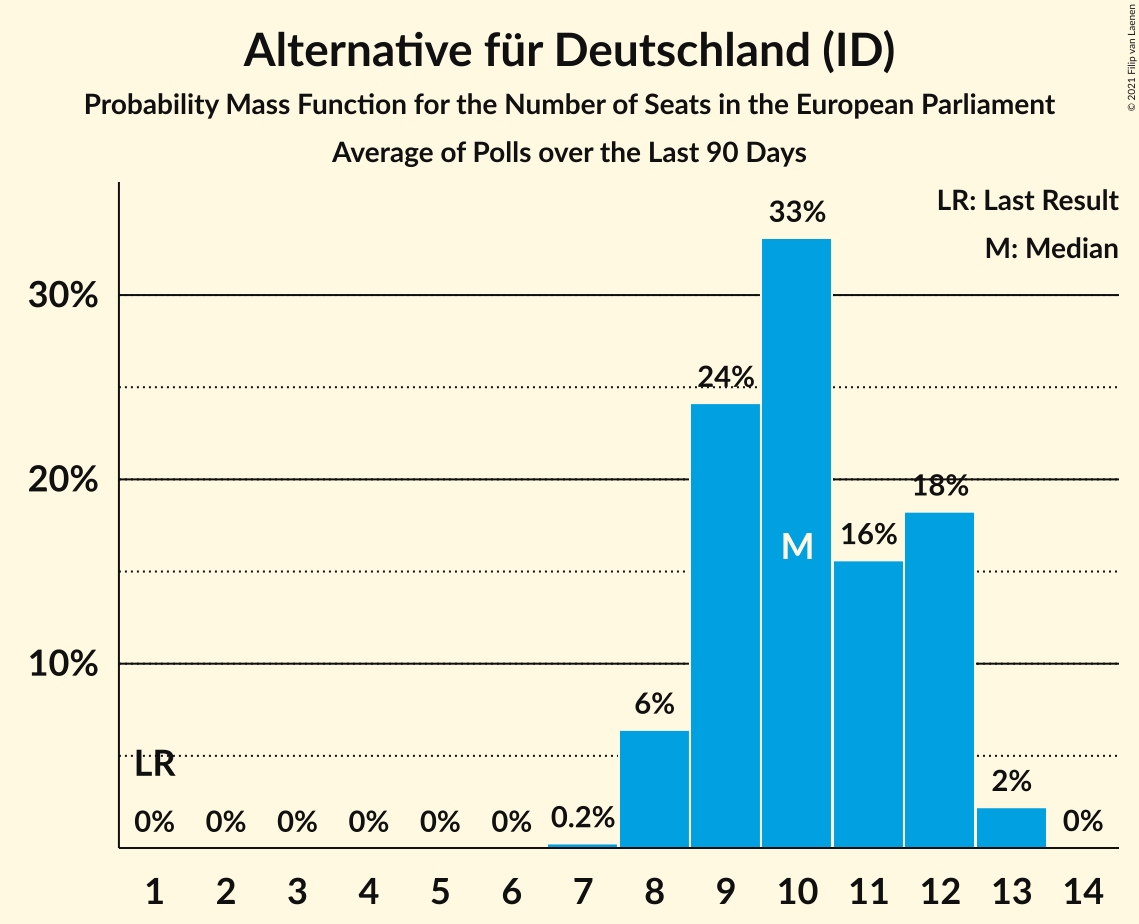 Alternative für Deutschland (ID)
Probability Mass Function for the Number of Seats in the European Parliament
Average of Polls over the Last 90 Days
© 2021 Filip van Laenen
LR: Last Result
M: Median
33%
30%
24%
20%
18%
16%
M
10%
6%
LR
2%
0% 0% 0% 0% 0% 0% 0.2% 0%
1 2 3 4 5 6 7 8 9 10 11 12 13 14